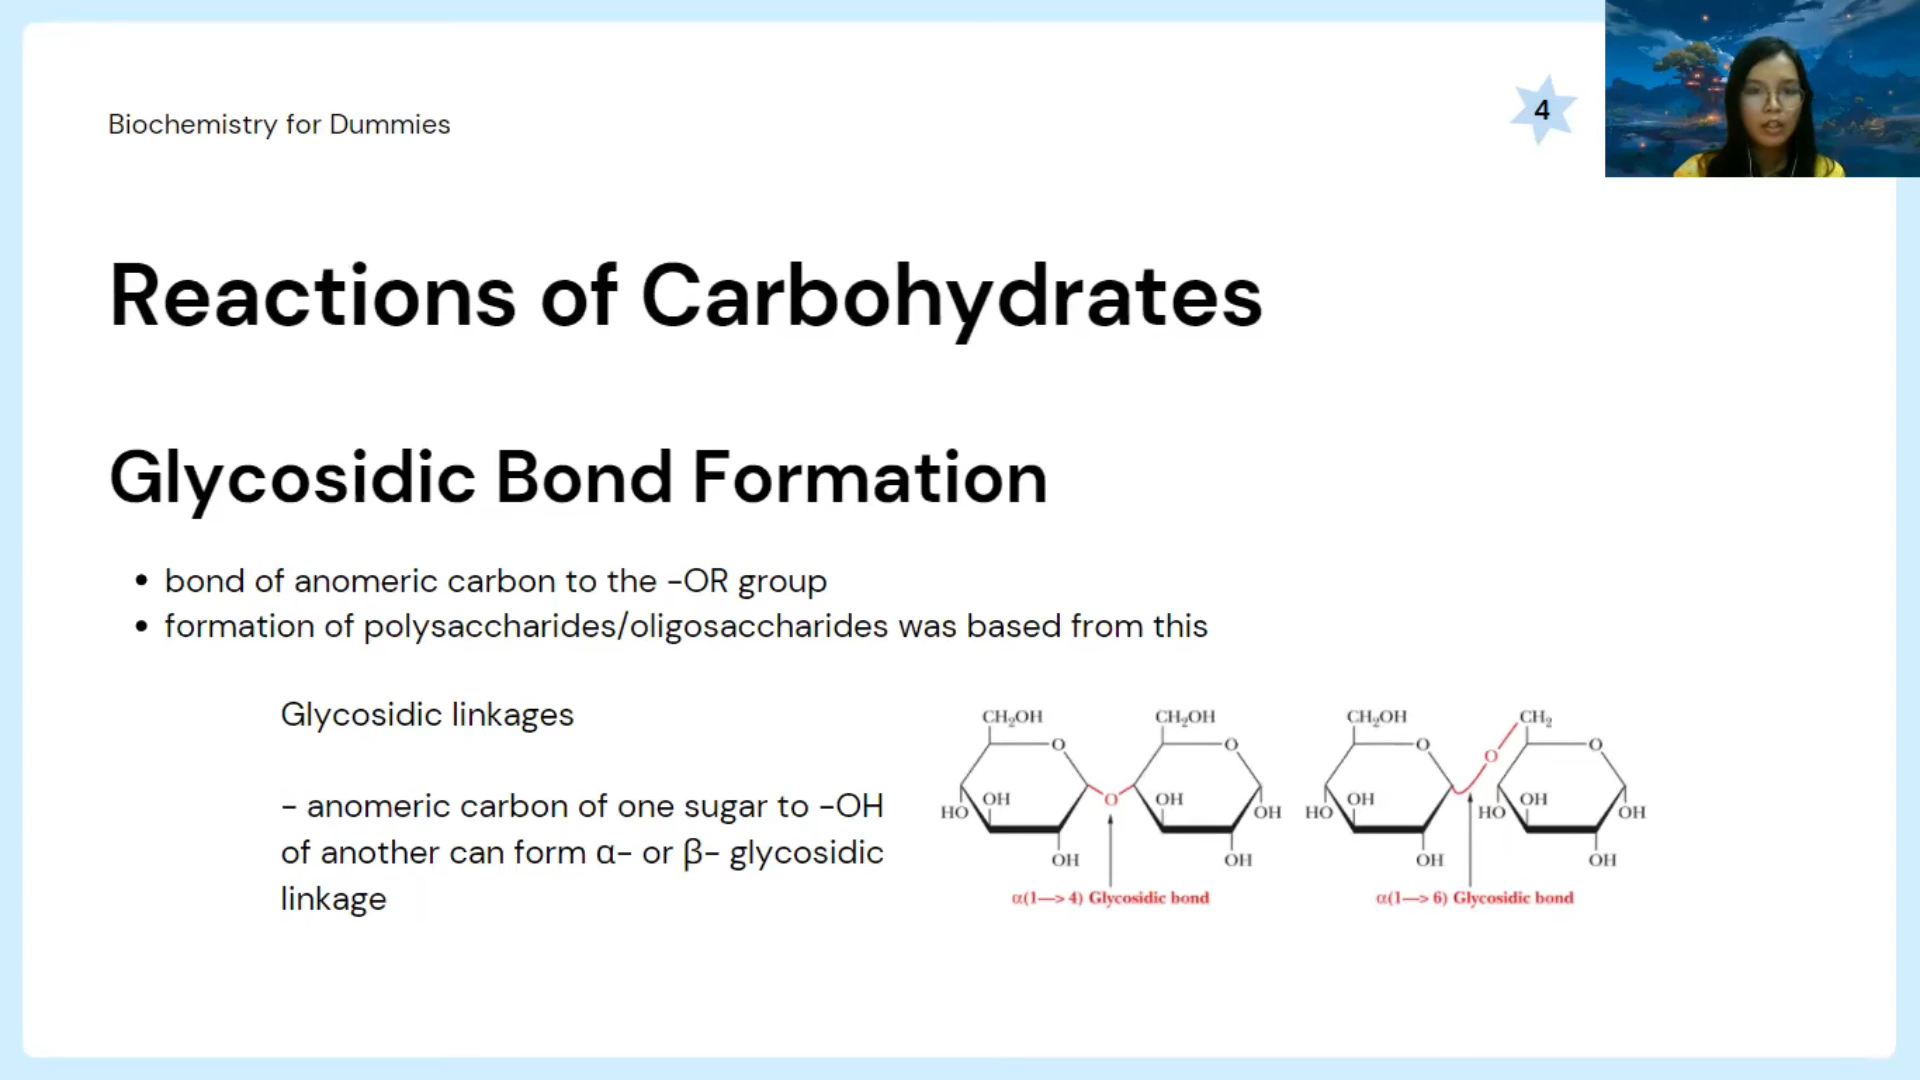 Biochemistry for Dummies
4
Reactions of Carbohydrates
Glycosidic Bond Formation
• bond of anomeric carbon to the -OR group
• formation of polysaccharides/oligosaccharides was based from this
Glycosidic linkages
- anomeric carbon of one sugar to -OH
of another can form α- or β- glycosidic
linkage
CH₂OH CH₂OH CH₂OH CH₂
O O O O
O
OH O OH OH OH
HO OH HO HO OH
OH OH OH OH
α(1—>4) Glycosidic bond α(1—>6) Glycosidic bond